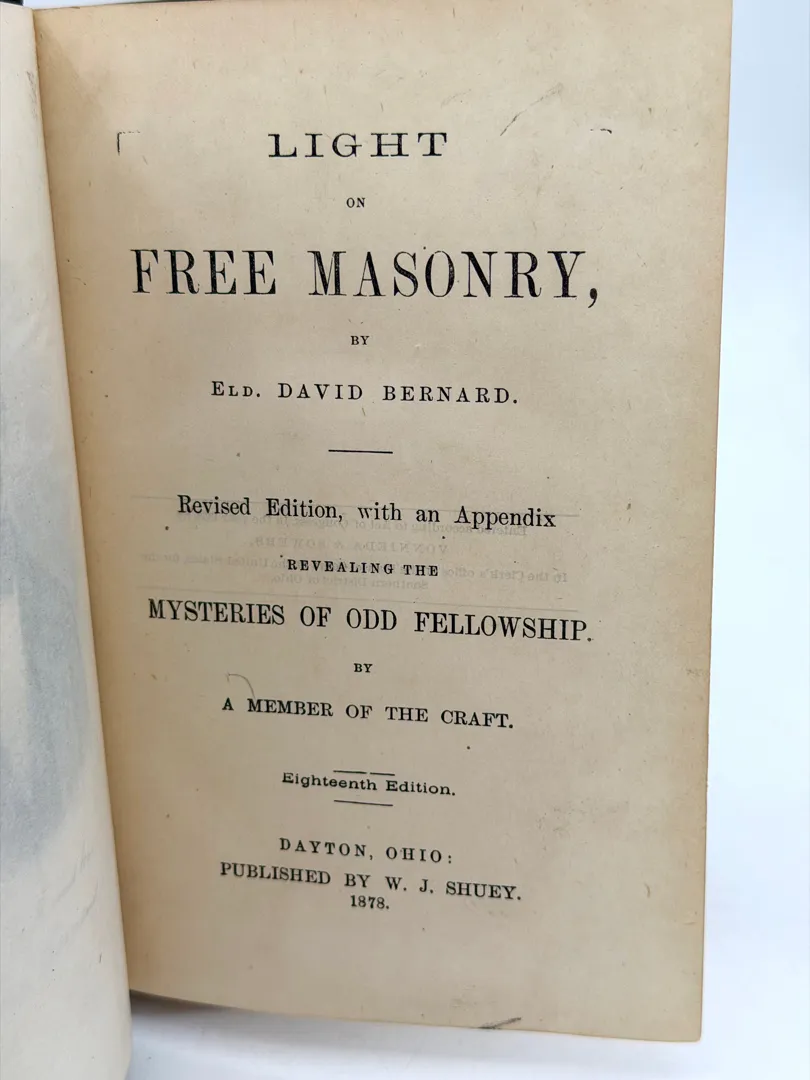 LIGHT
ON
FREE MASONRY,
BY
ELD. DAVID BERNARD.
Revised Edition, with an Appendix
REVEALING THE
MYSTERIES OF ODD FELLOWSHIP.
BY
A MEMBER OF THE CRAFT.
Eighteenth Edition.
DAYTON, OHIO:
PUBLISHED BY W. J. SHUEY.
1878.